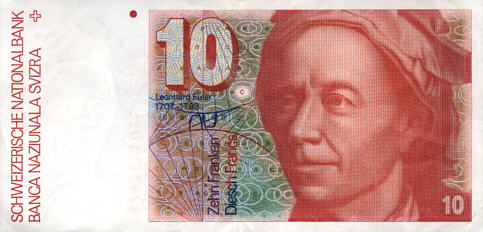 SCHWEIZERISCHE NATIONALBANK
BANCA NAZIUNALA SVIZRA
10
Leonhard Euler
1707–1783
Zehn Franken
Diesch Francs
10